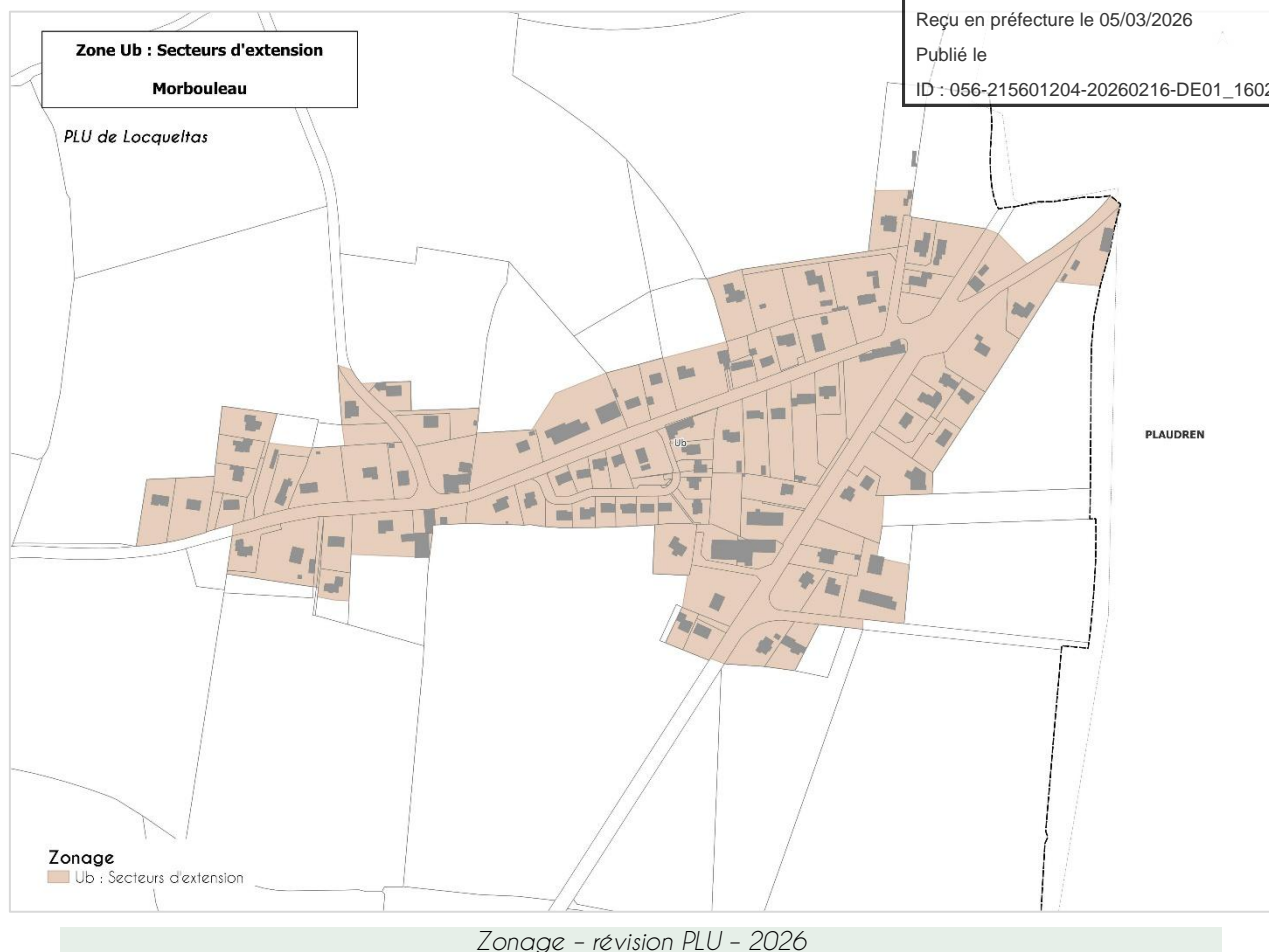 Reçu en préfecture le 05/03/2026
Publié le
ID : 056-215601204-20260216-DE01_1602
Zone Ub : Secteurs d'extension
Morbouleau
PLU de Locqueltas
Ub
PLAUDREN
Zonage
Ub : Secteurs d'extension
Zonage - révision PLU - 2026